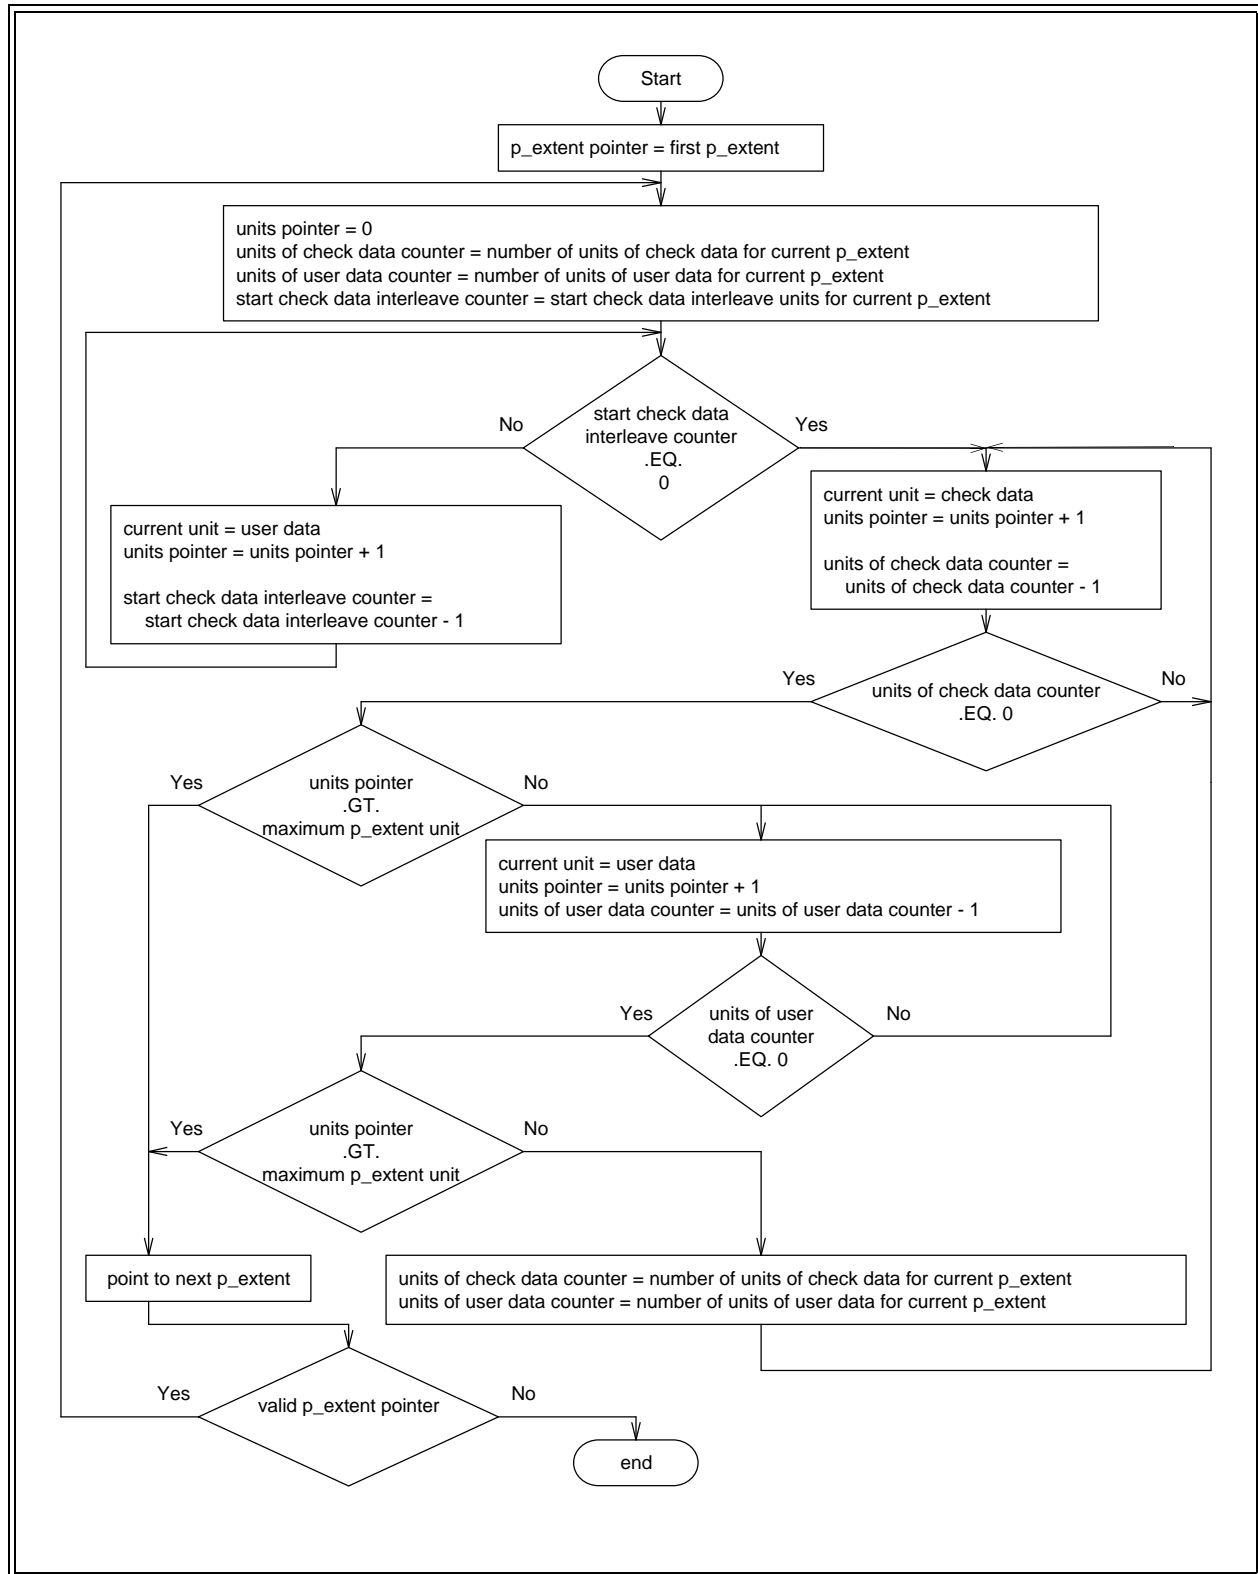 Start
p_extent pointer = first p_extent
units pointer = 0
units of check data counter = number of units of check data for current p_extent
units of user data counter = number of units of user data for current p_extent
start check data interleave counter = start check data interleave units for current p_extent
No
start check data
interleave counter
.EQ.
0
Yes
current unit = user data
units pointer = units pointer + 1
start check data interleave counter =
start check data interleave counter - 1
current unit = check data
units pointer = units pointer + 1
units of check data counter =
units of check data counter - 1
Yes
units of check data counter
.EQ. 0
No
Yes
units pointer
.GT.
maximum p_extent unit
No
current unit = user data
units pointer = units pointer + 1
units of user data counter = units of user data counter - 1
Yes
units of user
data counter
.EQ. 0
No
Yes
units pointer
.GT.
maximum p_extent unit
No
point to next p_extent
units of check data counter = number of units of check data for current p_extent
units of user data counter = number of units of user data for current p_extent
Yes
valid p_extent pointer
No
end